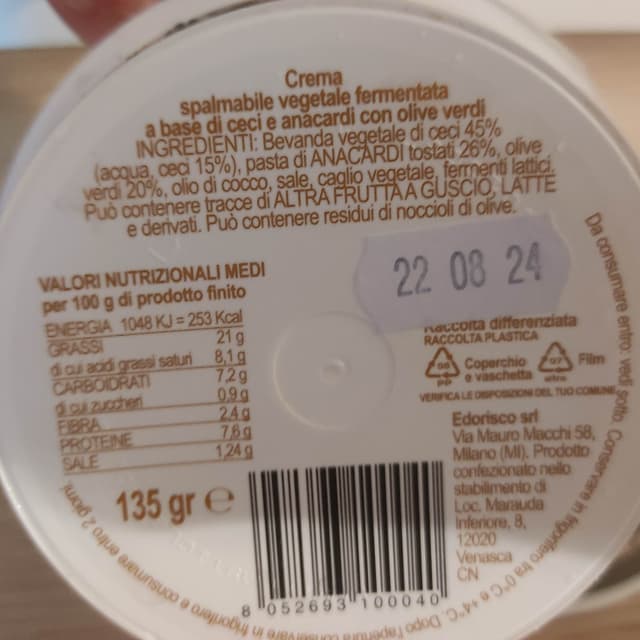 Crema
spalmabile vegetale fermentata
a base di ceci e anacardi con olive verdi
INGREDIENTI: Bevanda vegetale di ceci 45%
(acqua, ceci 15%), pasta di ANACARDI tostati 26%, olive
verdi 20%, olio di cocco, sale, caglio vegetale, fermenti lattici.
Può contenere tracce di ALTRA FRUTTA A GUSCIO, LATTE
e derivati. Può contenere residui di noccioli di olive.
VALORI NUTRIZIONALI MEDI
per 100 g di prodotto finito
ENERGIA 1048 KJ = 253 Kcal
GRASSI 21 g
di cui acidi grassi saturi 8,1 g
CARBOIDRATI 7,2 g
di cui zuccheri 0,9 g
FIBRA 2,4 g
PROTEINE 7,8 g
SALE 1,24 g
135 gr e
22 08 24
Raccolta differenziata
RACCOLTA PLASTICA
Coperchio
e vaschetta
Film
VERIFICA LE DISPOSIZIONI DEL TUO COMUNE
Edorisco srl
Via Mauro Macchi 58,
Milano (MI). Prodotto
confezionato nello
stabilimento di
Loc. Marauda
Inferiore, 8,
12020
Venasca
CN
8 052693 100040
Da consumare entro: vedi sotto. Conservare in frigorifero tra 0°C e +4°C. Dopo l'apertura conservare in frigorifero e consumare entro 2 giorni.